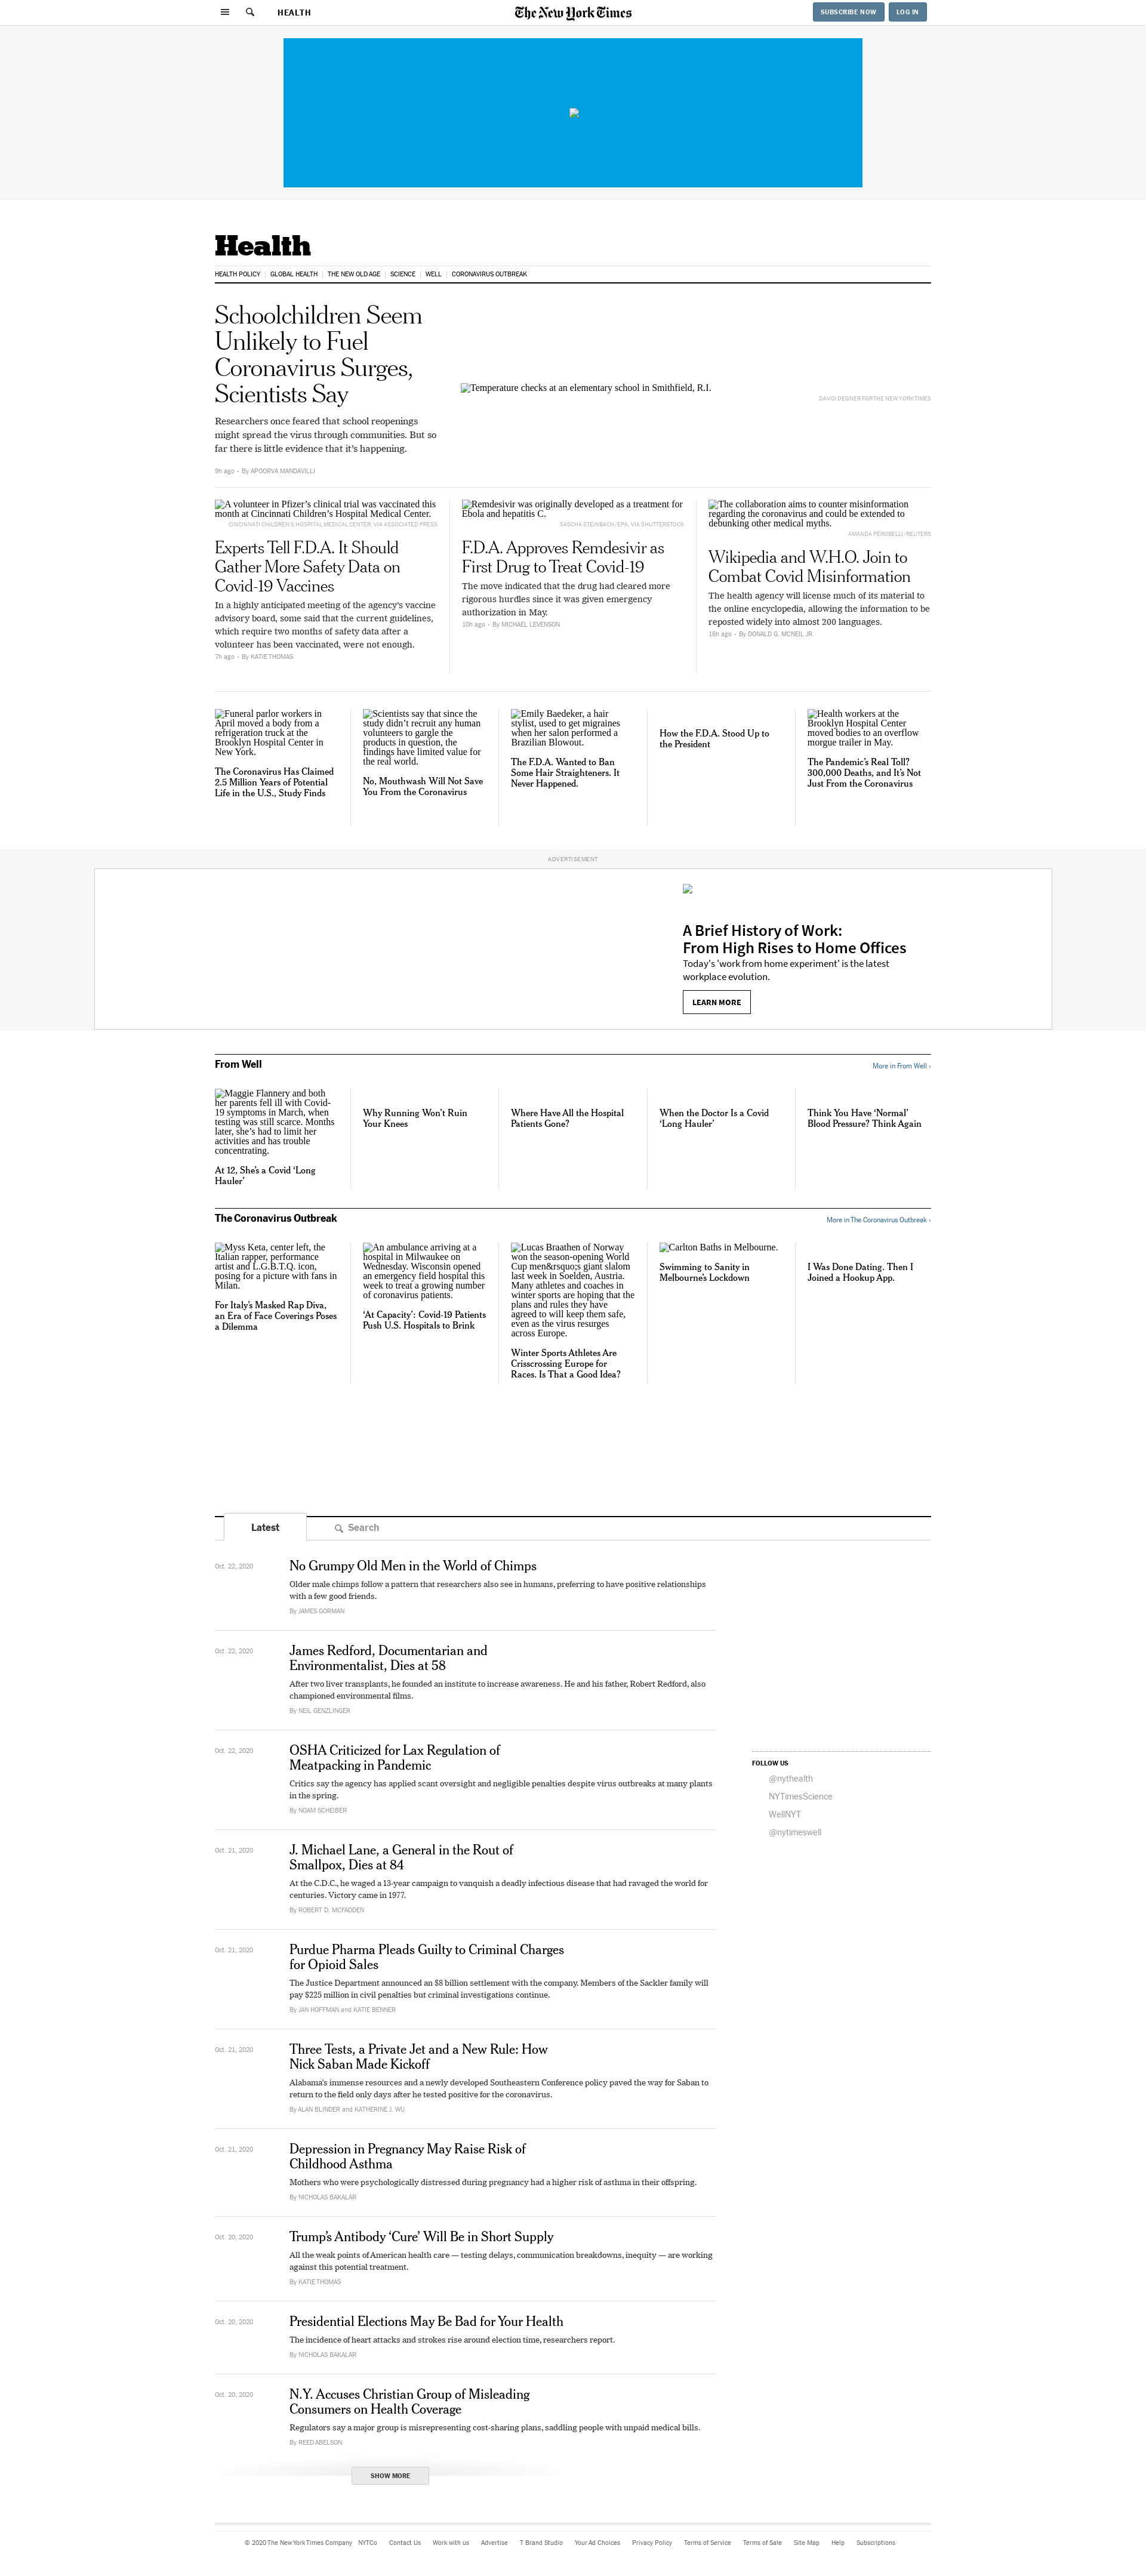 HEALTH
The New York Times
SUBSCRIBE NOW
LOG IN
Health
HEALTH POLICY
GLOBAL HEALTH
THE NEW OLD AGE
SCIENCE
WELL
CORONAVIRUS OUTBREAK
Schoolchildren Seem
Unlikely to Fuel
Coronavirus Surges,
Scientists Say
Researchers once feared that school reopenings
might spread the virus through communities. But so
far there is little evidence that it's happening.
9h ago • By APOORVA MANDAVILLI
Temperature checks at an elementary school in Smithfield, R.I.
DAVID DEGNER FOR THE NEW YORK TIMES
A volunteer in Pfizer's clinical trial was vaccinated this
month at Cincinnati Children's Hospital Medical Center.
CINCINNATI CHILDREN'S HOSPITAL MEDICAL CENTER, VIA ASSOCIATED PRESS
Experts Tell F.D.A. It Should
Gather More Safety Data on
Covid-19 Vaccines
In a highly anticipated meeting of the agency's vaccine
advisory board, some said that the current guidelines,
which require two months of safety data after a
volunteer has been vaccinated, were not enough.
7h ago • By KATIE THOMAS
Remdesivir was originally developed as a treatment for
Ebola and hepatitis C.
SASCHA STEINBACH/EPA, VIA SHUTTERSTOCK
F.D.A. Approves Remdesivir as
First Drug to Treat Covid-19
The move indicated that the drug had cleared more
rigorous hurdles since it was given emergency
authorization in May.
10h ago • By MICHAEL LEVENSON
The collaboration aims to counter misinformation
regarding the coronavirus and could be extended to
debunking other medical myths.
AMANDA PEROBELLI/REUTERS
Wikipedia and W.H.O. Join to
Combat Covid Misinformation
The health agency will license much of its material to
the online encyclopedia, allowing the information to be
reposted widely into almost 200 languages.
16h ago • By DONALD G. MCNEIL JR.
Funeral parlor workers in
April moved a body from a
refrigeration truck at the
Brooklyn Hospital Center in
New York.
The Coronavirus Has Claimed
2.5 Million Years of Potential
Life in the U.S., Study Finds
Scientists say that since the
study didn't recruit any human
volunteers to gargle the
products in question, the
findings have limited value for
the real world.
No, Mouthwash Will Not Save
You From the Coronavirus
Emily Baedeker, a hair
stylist, used to get migraines
when her salon performed a
Brazilian Blowout.
The F.D.A. Wanted to Ban
Some Hair Straighteners. It
Never Happened.
How the F.D.A. Stood Up to
the President
Health workers at the
Brooklyn Hospital Center
moved bodies to an overflow
morgue trailer in May.
The Pandemic's Real Toll?
300,000 Deaths, and It's Not
Just From the Coronavirus
ADVERTISEMENT
A Brief History of Work:
From High Rises to Home Offices
Today's 'work from home experiment' is the latest
workplace evolution.
LEARN MORE
From Well
More in From Well ›
Maggie Flannery and both
her parents fell ill with Covid-
19 symptoms in March, when
testing was still scarce. Months
later, she's had to limit her
activities and has trouble
concentrating.
At 12, She's a Covid 'Long
Hauler'
Why Running Won't Ruin
Your Knees
Where Have All the Hospital
Patients Gone?
When the Doctor Is a Covid
'Long Hauler'
Think You Have 'Normal'
Blood Pressure? Think Again
The Coronavirus Outbreak
More in The Coronavirus Outbreak ›
Myss Keta, center left, the
Italian rapper, performance
artist and L.G.B.T.Q. icon,
posing for a picture with fans in
Milan.
For Italy's Masked Rap Diva,
an Era of Face Coverings Poses
a Dilemma
An ambulance arriving at a
hospital in Milwaukee on
Wednesday. Wisconsin opened
an emergency field hospital this
week to treat a growing number
of coronavirus patients.
'At Capacity': Covid-19 Patients
Push U.S. Hospitals to Brink
Lucas Braathen of Norway
won the season-opening World
Cup men&rsquo;s giant slalom
last week in Soelden, Austria.
Many athletes and coaches in
winter sports are hoping that the
plans and rules they have
agreed to will keep them safe,
even as the virus resurges
across Europe.
Winter Sports Athletes Are
Crisscrossing Europe for
Races. Is That a Good Idea?
Carlton Baths in Melbourne.
Swimming to Sanity in
Melbourne's Lockdown
I Was Done Dating. Then I
Joined a Hookup App.
Latest
Search
Oct. 22, 2020
No Grumpy Old Men in the World of Chimps
Older male chimps follow a pattern that researchers also see in humans, preferring to have positive relationships
with a few good friends.
By JAMES GORMAN
Oct. 22, 2020
James Redford, Documentarian and
Environmentalist, Dies at 58
After two liver transplants, he founded an institute to increase awareness. He and his father, Robert Redford, also
championed environmental films.
By NEIL GENZLINGER
Oct. 22, 2020
OSHA Criticized for Lax Regulation of
Meatpacking in Pandemic
Critics say the agency has applied scant oversight and negligible penalties despite virus outbreaks at many plants
in the spring.
By NOAM SCHEIBER
Oct. 21, 2020
J. Michael Lane, a General in the Rout of
Smallpox, Dies at 84
At the C.D.C., he waged a 13-year campaign to vanquish a deadly infectious disease that had ravaged the world for
centuries. Victory came in 1977.
By ROBERT D. MCFADDEN
Oct. 21, 2020
Purdue Pharma Pleads Guilty to Criminal Charges
for Opioid Sales
The Justice Department announced an $8 billion settlement with the company. Members of the Sackler family will
pay $225 million in civil penalties but criminal investigations continue.
By JAN HOFFMAN and KATIE BENNER
Oct. 21, 2020
Three Tests, a Private Jet and a New Rule: How
Nick Saban Made Kickoff
Alabama's immense resources and a newly developed Southeastern Conference policy paved the way for Saban to
return to the field only days after he tested positive for the coronavirus.
By ALAN BLINDER and KATHERINE J. WU
Oct. 21, 2020
Depression in Pregnancy May Raise Risk of
Childhood Asthma
Mothers who were psychologically distressed during pregnancy had a higher risk of asthma in their offspring.
By NICHOLAS BAKALAR
Oct. 20, 2020
Trump's Antibody 'Cure' Will Be in Short Supply
All the weak points of American health care — testing delays, communication breakdowns, inequity — are working
against this potential treatment.
By KATIE THOMAS
Oct. 20, 2020
Presidential Elections May Be Bad for Your Health
The incidence of heart attacks and strokes rise around election time, researchers report.
By NICHOLAS BAKALAR
Oct. 20, 2020
N.Y. Accuses Christian Group of Misleading
Consumers on Health Coverage
Regulators say a major group is misrepresenting cost-sharing plans, saddling people with unpaid medical bills.
By REED ABELSON
SHOW MORE
FOLLOW US
@nythealth
NYTimesScience
WellNYT
@nytimeswell
© 2020 The New York Times Company
NYTCo
Contact Us
Work with us
Advertise
T Brand Studio
Your Ad Choices
Privacy Policy
Terms of Service
Terms of Sale
Site Map
Help
Subscriptions